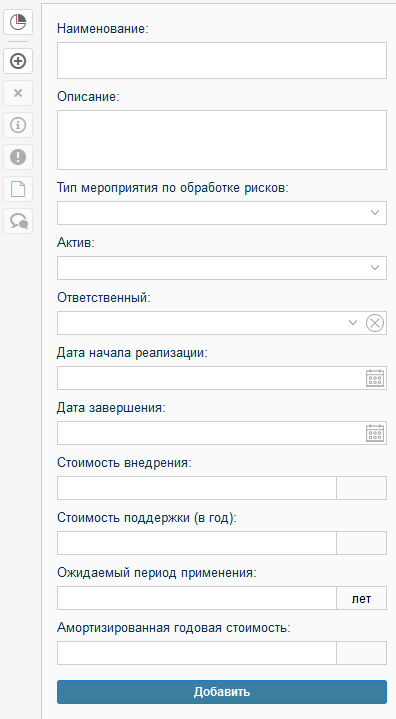 Наименование:
Описание:
Тип мероприятия по обработке рисков:
Актив:
Ответственный:
Дата начала реализации:
Дата завершения:
Стоимость внедрения:
Стоимость поддержки (в год):
Ожидаемый период применения:
лет
Амортизированная годовая стоимость:
Добавить